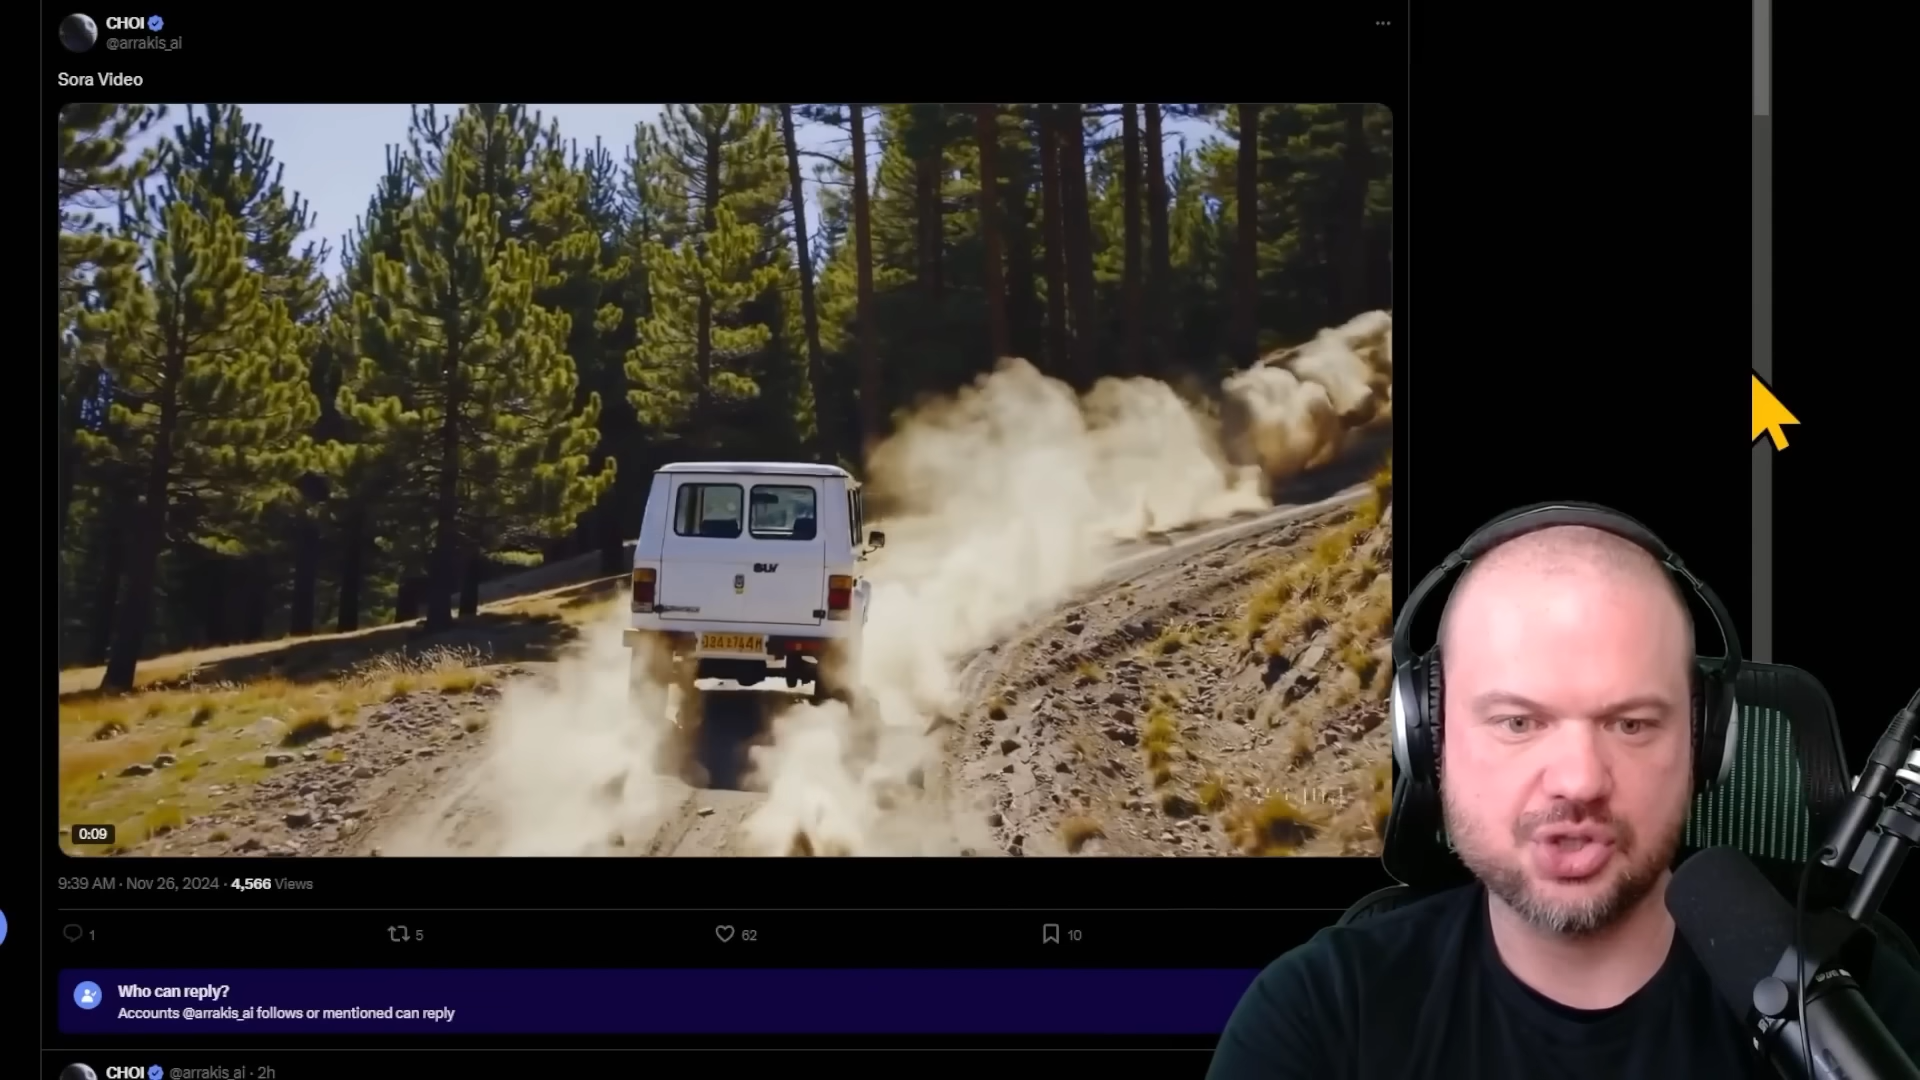 CHOI
@arrakis_ai
Sora Video
0:09
9:39 AM · Nov 26, 2024 · 4,566 Views
1
5
62
10
Who can reply?
Accounts @arrakis_ai follows or mentioned can reply
CHOI @arrakis_ai · 2h